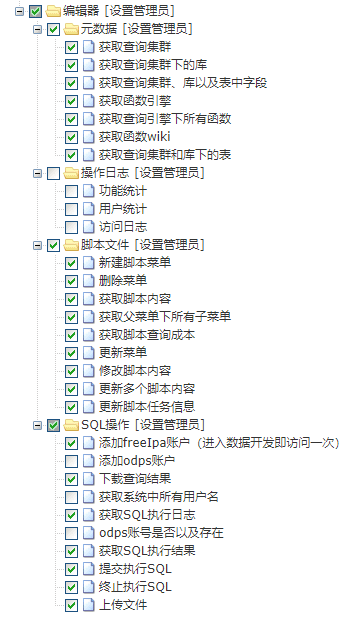 编辑器 [设置管理员]
元数据 [设置管理员]
获取查询集群
获取查询集群下的库
获取查询集群、库以及表中字段
获取函数引擎
获取查询引擎下所有函数
获取函数wiki
获取查询集群和库下的表
操作日志 [设置管理员]
功能统计
用户统计
访问日志
脚本文件 [设置管理员]
新建脚本菜单
删除菜单
获取脚本内容
获取父菜单下所有子菜单
获取脚本查询成本
更新菜单
修改脚本内容
更新多个脚本内容
更新脚本任务信息
SQL操作 [设置管理员]
添加freeIpa账户（进入数据开发即访问一次）
添加odps账户
下载查询结果
获取系统中所有用户名
获取SQL执行日志
odps账号是否以及存在
获取SQL执行结果
提交执行SQL
终止执行SQL
上传文件